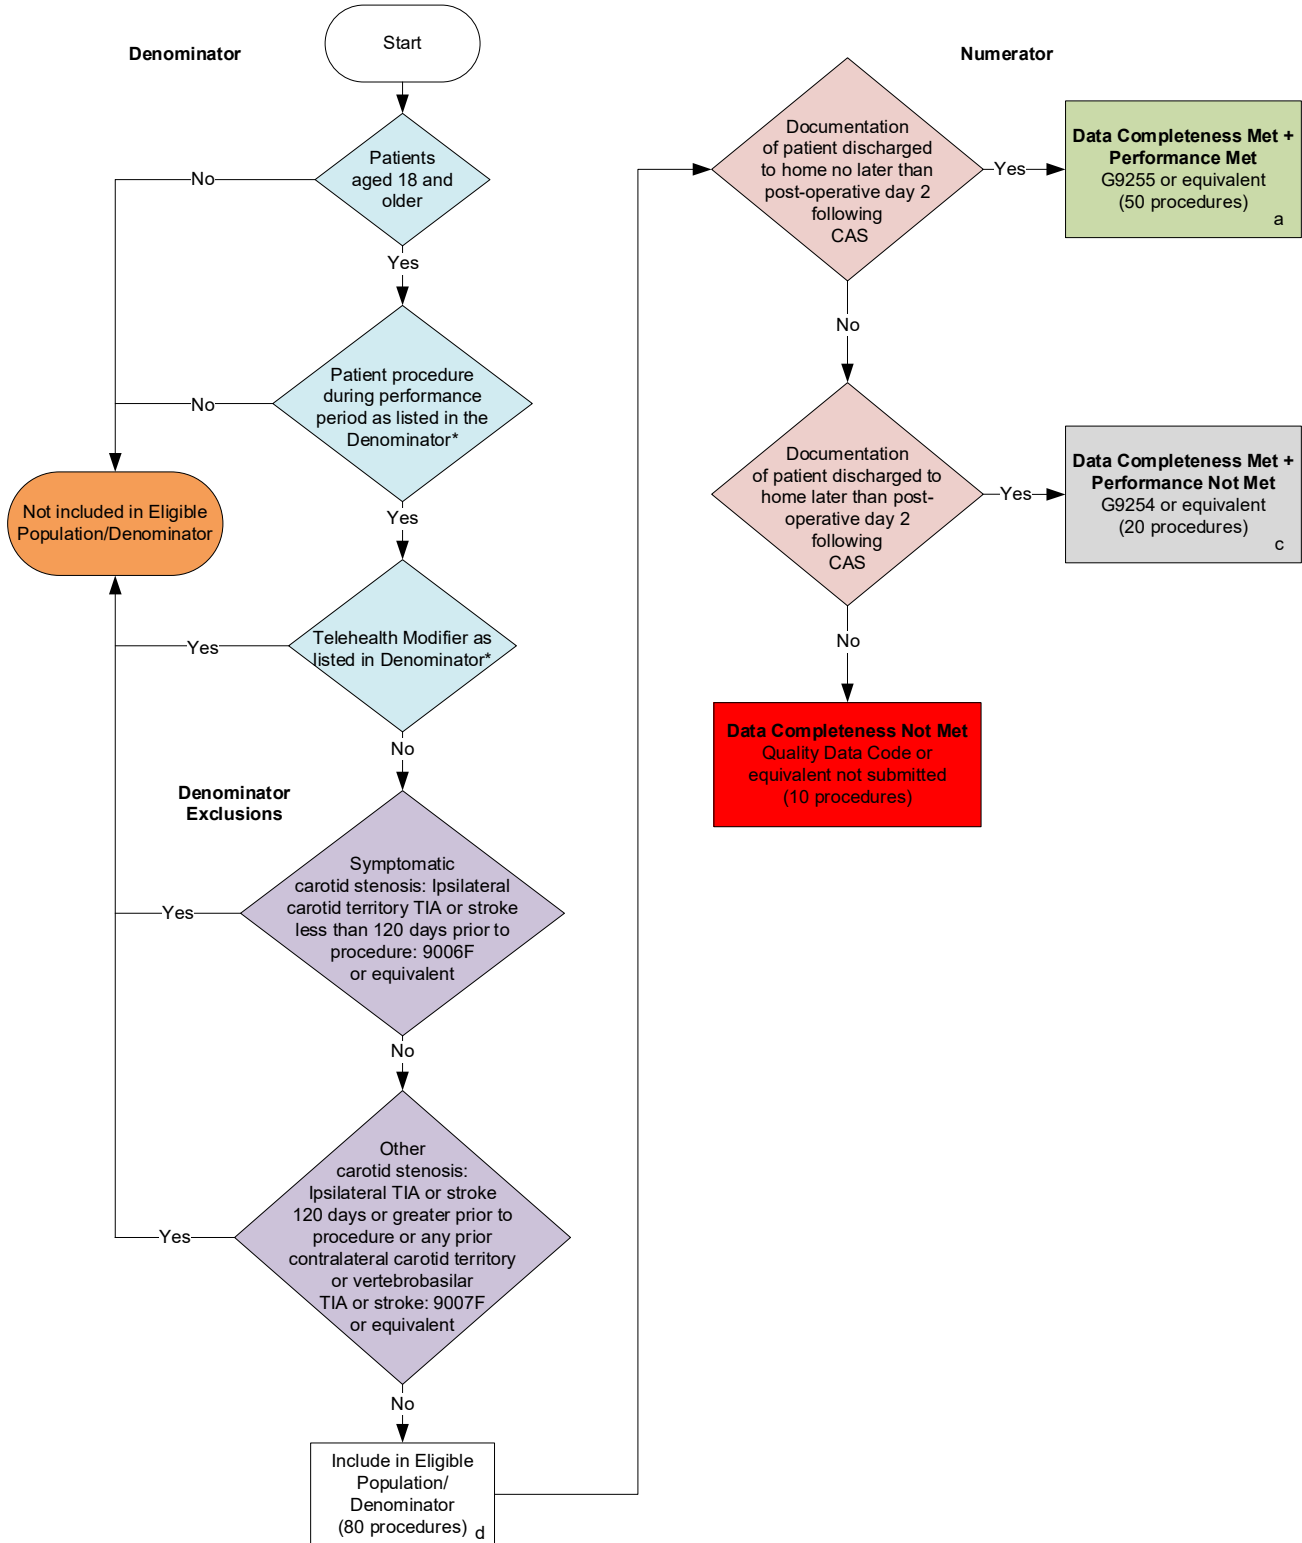 Start
Denominator
Patients
aged 18 and
older
No
Yes
Patient procedure
during performance
period as listed in the
Denominator*
No
Not included in Eligible
Population/Denominator
Yes
Telehealth Modifier as
listed in Denominator*
Yes
No
Denominator
Exclusions
Symptomatic
carotid stenosis: Ipsilateral
carotid territory TIA or stroke
less than 120 days prior to
procedure: 9006F
or equivalent
Yes
No
Other
carotid stenosis:
Ipsilateral TIA or stroke
120 days or greater prior to
procedure or any prior
contralateral carotid territory
or vertebrobasilar
TIA or stroke: 9007F
or equivalent
Yes
No
Include in Eligible
Population/
Denominator
(80 procedures)
d
Numerator
Documentation
of patient discharged
to home no later than
post-operative day 2
following
CAS
Yes
Data Completeness Met +
Performance Met
G9255 or equivalent
(50 procedures)
a
No
Documentation
of patient discharged to
home later than post-
operative day 2
following
CAS
Yes
Data Completeness Met +
Performance Not Met
G9254 or equivalent
(20 procedures)
c
No
Data Completeness Not Met
Quality Data Code or
equivalent not submitted
(10 procedures)